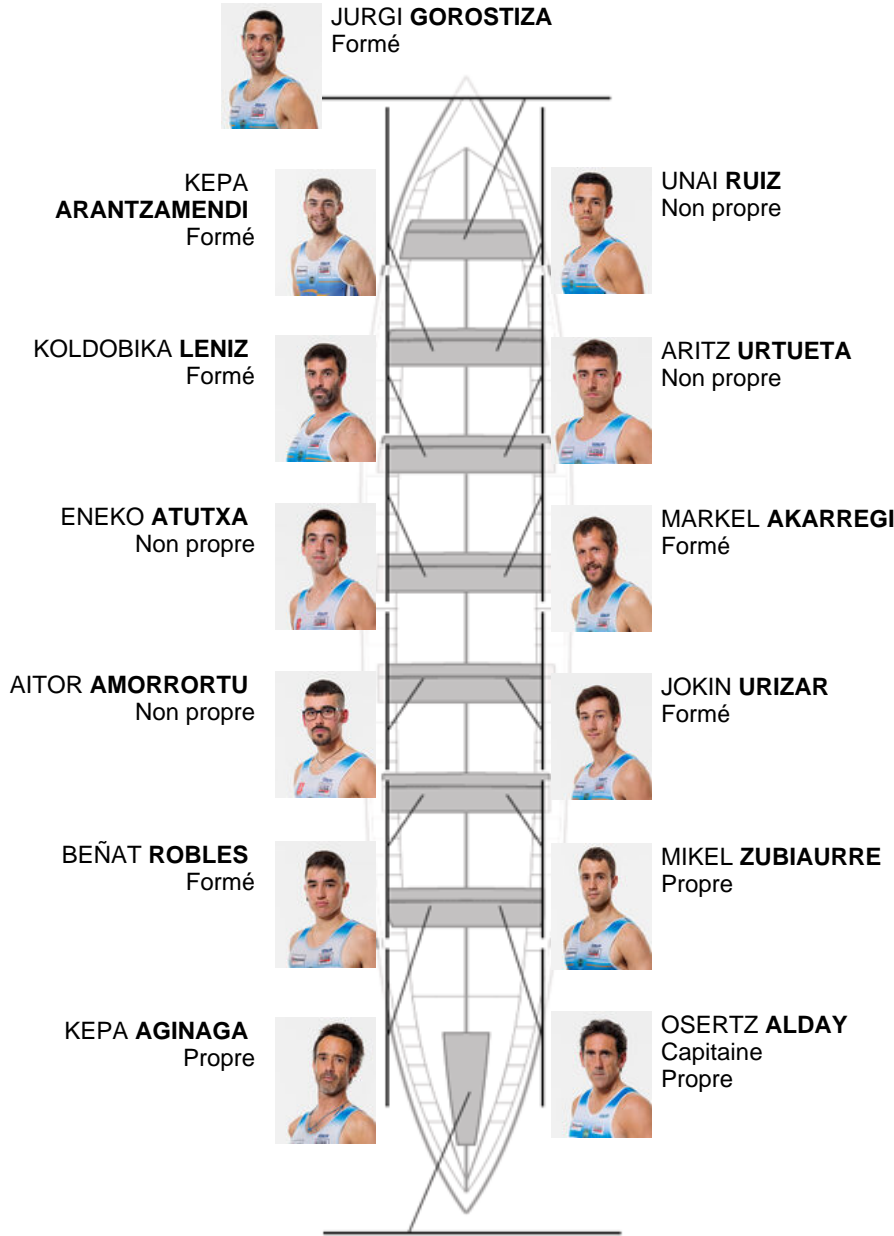 JURGI GOROSTIZA
Formé
KEPA
ARANTZAMENDI
Formé
UNAI RUIZ
Non propre
KOLDOBIKA LENIZ
Formé
ARITZ URTUETA
Non propre
ENEKO ATUTXA
Non propre
MARKEL AKARREGI
Formé
AITOR AMORRORTU
Non propre
JOKIN URIZAR
Formé
BEÑAT ROBLES
Formé
MIKEL ZUBIAURRE
Propre
KEPA AGINAGA
Propre
OSERTZ ALDAY
Capitaine
Propre